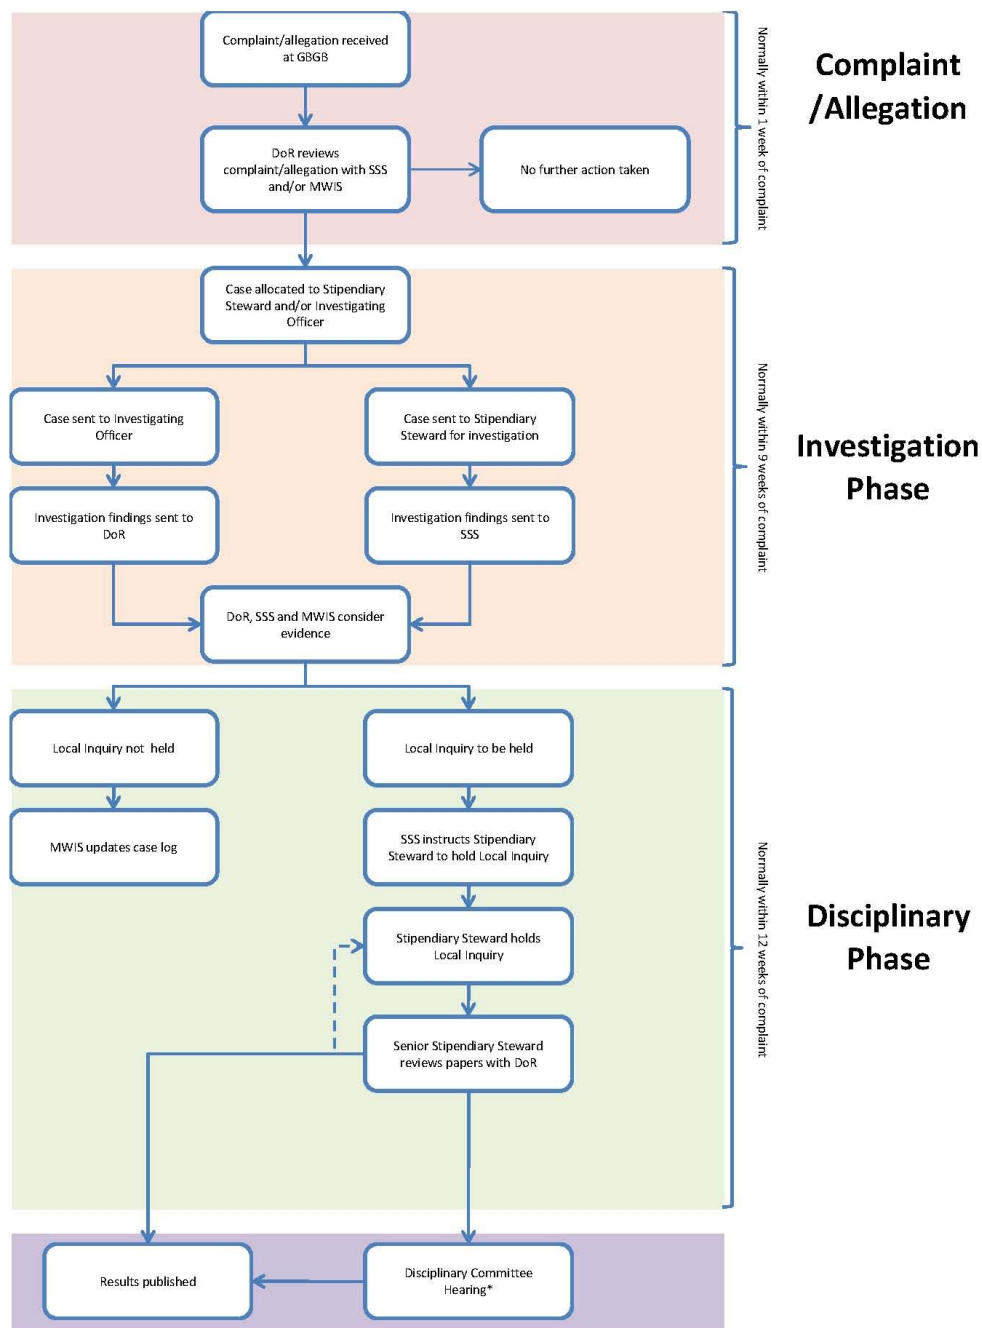 Complaint/allegation received
at GBGB
Complaint
/Allegation
Normally within 1 week of complaint
DoR reviews
complaint/allegation with SSS
and/or MWIS
No further action taken
Case allocated to Stipendiary
Steward and/or Investigating
Officer
Case sent to Investigating
Officer
Case sent to Stipendiary
Steward for investigation
Normally within 9 weeks of complaint
Investigation
Phase
Investigation findings sent to
DoR
Investigation findings sent to
SSS
DoR, SSS and MWIS consider
evidence
Local Inquiry not  held
Local Inquiry to be held
MWIS updates case log
SSS instructs Stipendiary
Steward to hold Local Inquiry
Normally within 12 weeks of complaint
Disciplinary
Phase
Stipendiary Steward holds
Local Inquiry
Senior Stipendiary Steward
reviews papers with DoR
Results published
Disciplinary Committee
Hearing*